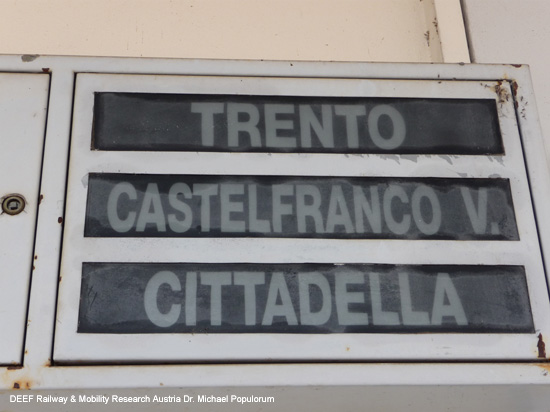 TRENTO
CASTELFRANCO V.
CITTADELLA
DEEF Railway & Mobility Research Austria Dr. Michael Populorum